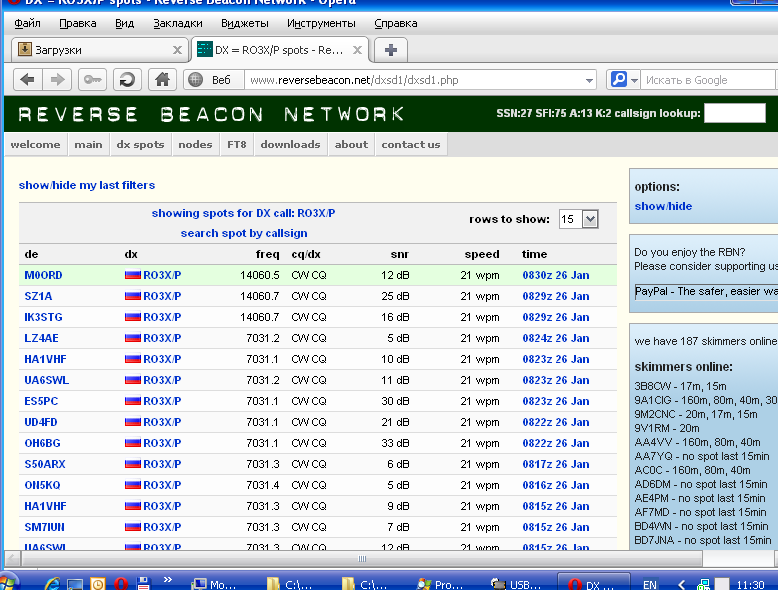 DX = RO3X/P spots - Reverse Beacon Network - Opera
Файл Правка Вид Закладки Виджеты Инструменты Справка
Загрузки DX = RO3X/P spots - Re...
Веб www.reversebeacon.net/dxsd1/dxsd1.php Искать в Google
REVERSE BEACON NETWORK SSN:27 SFI:75 A:13 K:2 callsign lookup:
welcome main dx spots nodes FT8 downloads about contact us
show/hide my last filters
showing spots for DX call: RO3X/P
search spot by callsign
rows to show: 15
de dx freq cq/dx snr speed time
M0ORD RO3X/P 14060.5 CW CQ 12 dB 21 wpm 0830z 26 Jan
SZ1A RO3X/P 14060.7 CW CQ 25 dB 21 wpm 0829z 26 Jan
IK3STG RO3X/P 14060.7 CW CQ 16 dB 21 wpm 0829z 26 Jan
LZ4AE RO3X/P 7031.2 CW CQ 5 dB 21 wpm 0824z 26 Jan
HA1VHF RO3X/P 7031.1 CW CQ 10 dB 21 wpm 0823z 26 Jan
UA6SWL RO3X/P 7031.2 CW CQ 11 dB 21 wpm 0823z 26 Jan
ES5PC RO3X/P 7031.1 CW CQ 30 dB 21 wpm 0823z 26 Jan
UD4FD RO3X/P 7031.1 CW CQ 21 dB 21 wpm 0822z 26 Jan
OH6BG RO3X/P 7031.1 CW CQ 33 dB 21 wpm 0822z 26 Jan
S50ARX RO3X/P 7031.3 CW CQ 6 dB 21 wpm 0817z 26 Jan
ON5KQ RO3X/P 7031.4 CW CQ 5 dB 21 wpm 0816z 26 Jan
HA1VHF RO3X/P 7031.3 CW CQ 9 dB 21 wpm 0815z 26 Jan
SM7IUN RO3X/P 7031.3 CW CQ 7 dB 21 wpm 0815z 26 Jan
UA6SWL RO3X/P 7031.3 CW CQ 12 dB 21 wpm 0815z 26 Jan
options:
show/hide
Do you enjoy the RBN?
Please consider supporting us
PayPal - The safer, easier wa
we have 187 skimmers online
skimmers online:
3B8CW - 17m, 15m
9A1CIG - 160m, 80m, 40m, 30
9M2CNC - 20m, 17m, 15m
9V1RM - 20m
AA4VV - 160m, 80m, 40m
AA7YQ - no spot last 15min
AC0C - 160m, 80m, 40m
AD6DM - no spot last 15min
AE4PM - no spot last 15min
AF7MD - no spot last 15min
BD4WN - no spot last 15min
BD7JNA - no spot last 15min
Mo... C:\... C:\... Pro... USB... DX ... EN 11:30